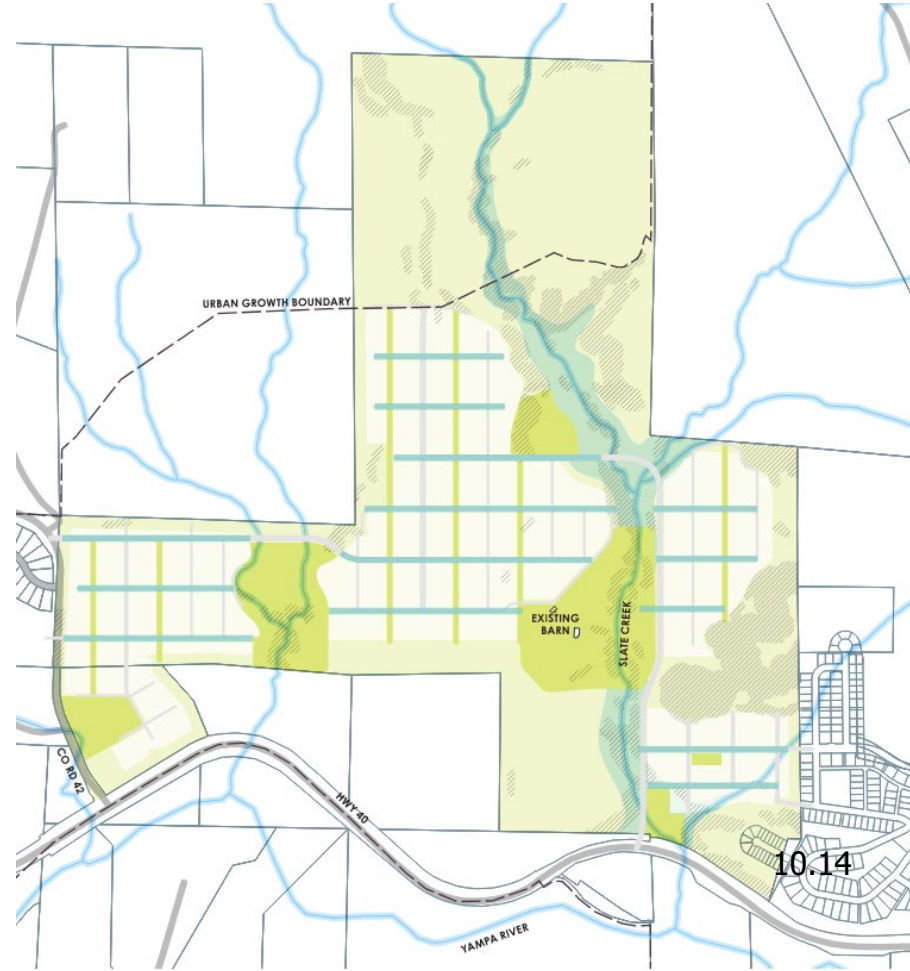 URBAN GROWTH BOUNDARY
EXISTING
BARN
SLATE CREEK
CO RD 42
HWY 40
10.14
YAMPA RIVER